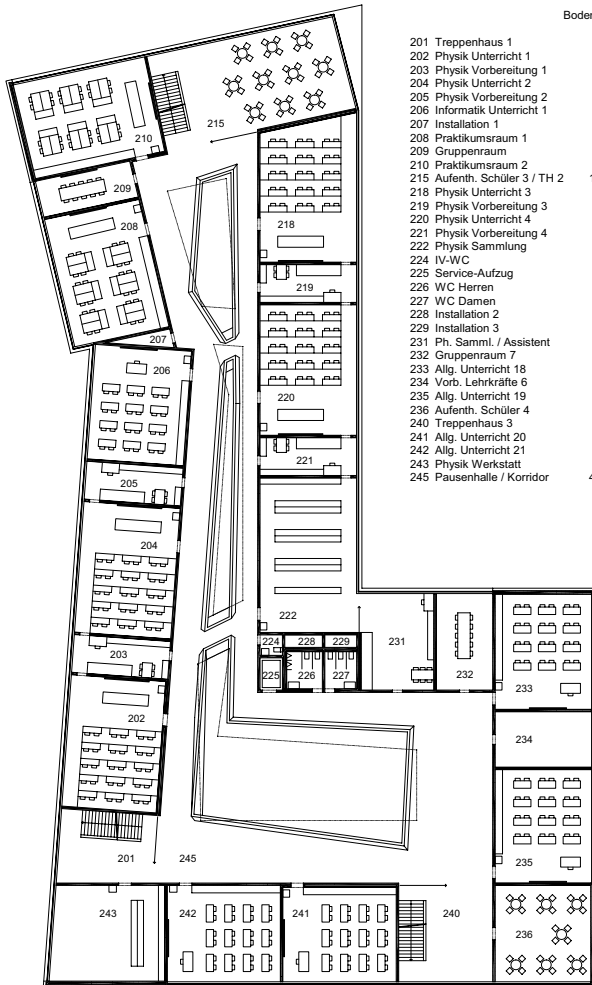 Boden
201 Treppenhaus 1
202 Physik Unterricht 1
203 Physik Vorbereitung 1
204 Physik Unterricht 2
205 Physik Vorbereitung 2
206 Informatik Unterricht 1
207 Installation 1
208 Praktikumsraum 1
209 Gruppenraum
210 Praktikumsraum 2
215 Aufenth. Schüler 3 / TH 2 1
218 Physik Unterricht 3
219 Physik Vorbereitung 3
220 Physik Unterricht 4
221 Physik Vorbereitung 4
222 Physik Sammlung
224 IV-WC
225 Service-Aufzug
226 WC Herren
227 WC Damen
228 Installation 2
229 Installation 3
231 Ph. Samml. / Assistent
232 Gruppenraum 7
233 Allg. Unterricht 18
234 Vorb. Lehrkräfte 6
235 Allg. Unterricht 19
236 Aufenth. Schüler 4
240 Treppenhaus 3
241 Allg. Unterricht 20
242 Allg. Unterricht 21
243 Physik Werkstatt
245 Pausenhalle / Korridor 4
215
210
209
208
218
219
207
206
220
221
205
204
222
224
228
229
231
203
225
226
227
232
233
202
234
201
245
235
243
242
241
240
236